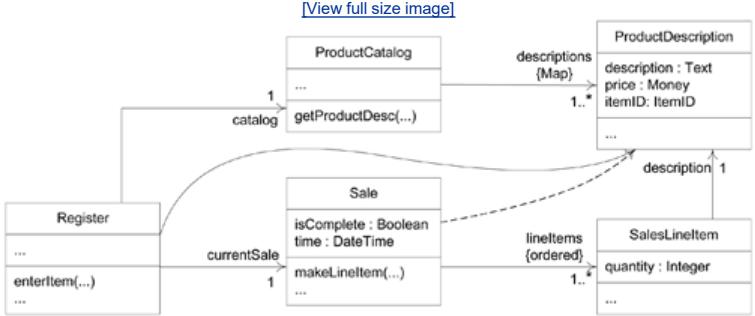 [View full size image]
ProductCatalog
...
getProductDesc(...)
1
catalog
descriptions
{Map}
1..*
ProductDescription
description : Text
price : Money
itemID: ItemID
...
description 1
Register
...
enterItem(...)
...
currentSale
1
Sale
isComplete : Boolean
time : DateTime
makeLineItem(...)
...
lineItems
{ordered}
1..*
SalesLineItem
quantity : Integer
...